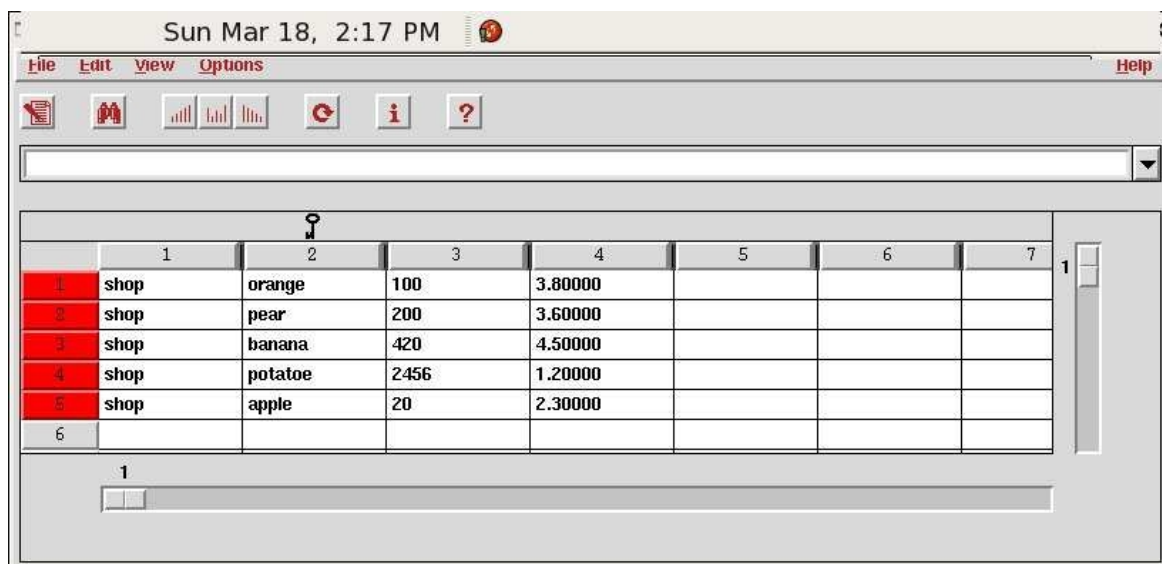 Sun Mar 18, 2:17 PM
File Edit View Options Help
i ?
1 2 3 4 5 6 7
1 shop orange 100 3.80000 1
2 shop pear 200 3.60000
3 shop banana 420 4.50000
4 shop potatoe 2456 1.20000
5 shop apple 20 2.30000
6
1